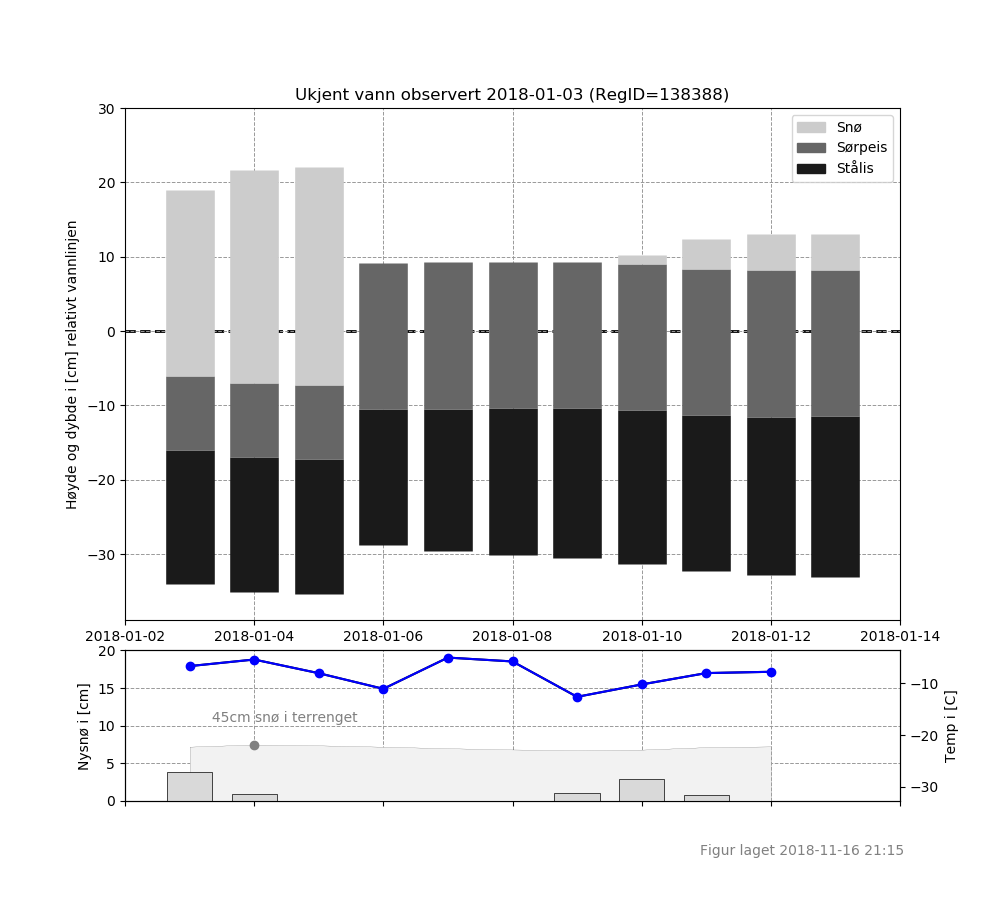 Ukjent vann observert 2018-01-03 (RegID=138388)
30
20
10
0
−10
−20
−30
Høyde og dybde i [cm] relativt vannlinjen
Snø
Sørpeis
Stålis
2018-01-02 2018-01-04 2018-01-06 2018-01-08 2018-01-10 2018-01-12 2018-01-14
20
15
10
5
0
Nysnø i [cm]
45cm snø i terrenget
−10
−20
−30
Temp i [C]
Figur laget 2018-11-16 21:15